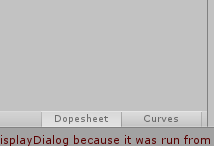 Dopesheet Curves
isplayDialog because it was run from